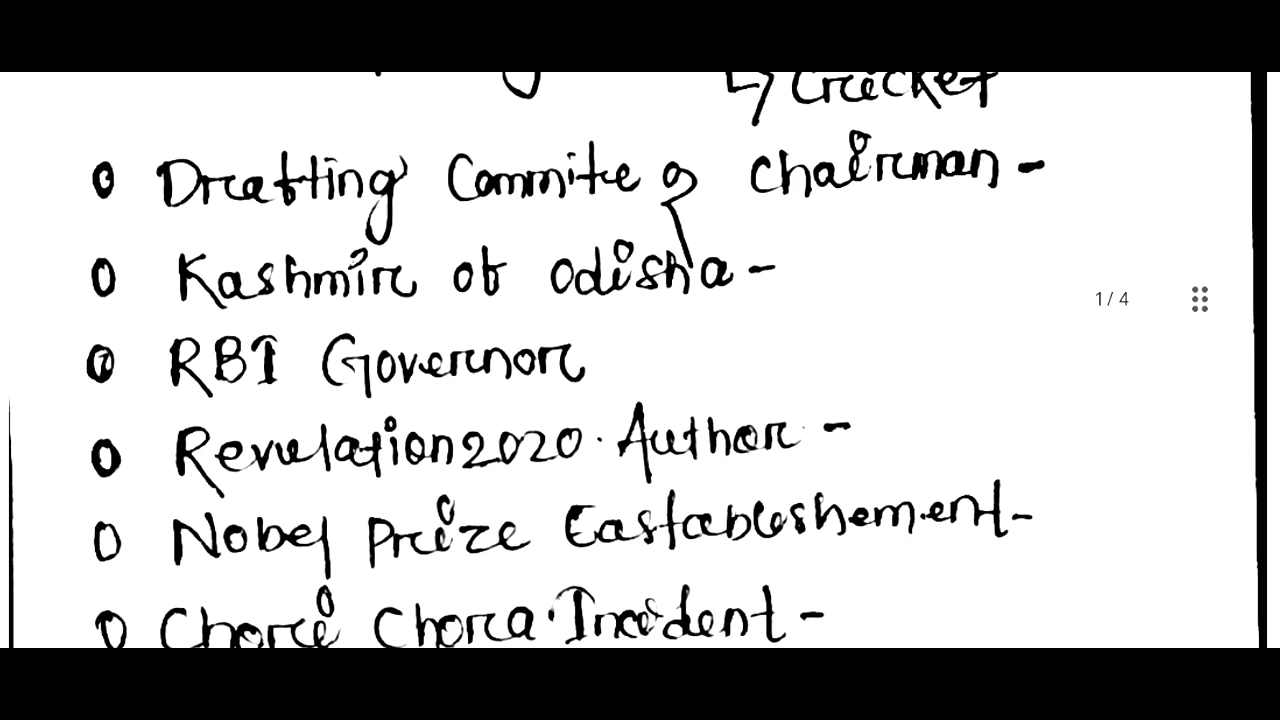 ↳ Cricket
o Drafting Commite of chairman -
o Kashmir of odisha -
o RBI Governor
1/4
o Revulation2020. Author -
o Nobel Prize Eastableshement -
o Chori Chora Incident -